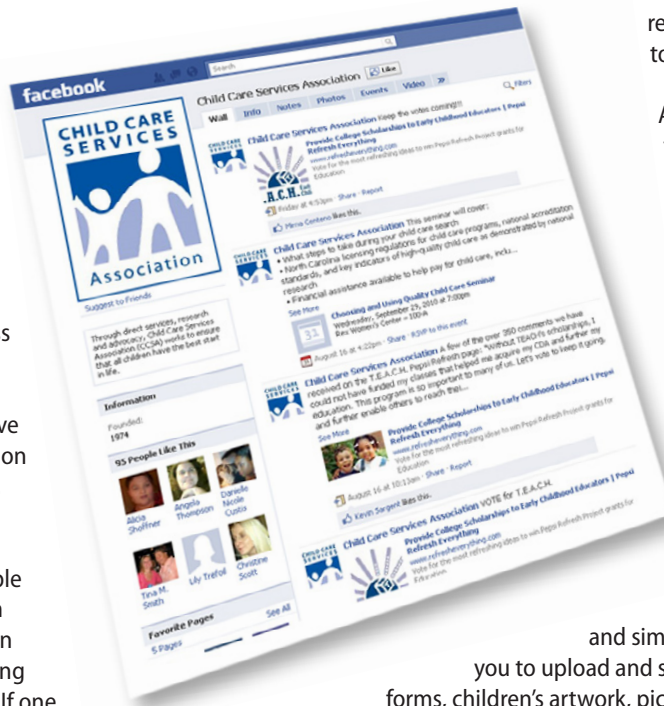 facebook
Search
CHILD CARE
SERVICES
Association
Suggest to Friends
Through direct services, research
and advocacy, Child Care Services
Association (CCSA) works to ensure
that all children have the best start
in life.
Information
Founded:
1974
95 People Like This
Alicia
Shoffner
Angela
Thompson
Danielle
Nicole
Custis
Tina M.
Smith
Lily Trefoil
Christine
Scott
Favorite Pages
5 Pages
See All
Child Care Services Association Like
Wall Info Notes Photos Events Video »
Filters
Child Care Services Association Keep the votes coming!!!
Provide College Scholarships to Early Childhood Educators | Pepsi
Refresh Everything
www.refresheverything.com
Vote for the most refreshing ideas to win Pepsi Refresh Project grants for
Education
.A.C.H.
Friday at 4:53pm · Share · Report
Mirna Centeno likes this.
Child Care Services Association This seminar will cover:
• What steps to take during your child care search
• North Carolina licensing regulations for child care programs, national accreditation
standards, and key indicators of high-quality child care as demonstrated by national
research
• Financial assistance available to help pay for child care, inclu...
See More
31
Choosing and Using Quality Child Care Seminar
Wednesday, September 29, 2010 at 7:00pm
Rex Women's Center - 100-A
August 16 at 4:22pm · Share · RSVP to this event
Child Care Services Association A few of the over 350 comments we have
received on the T.E.A.C.H. Pepsi Refresh page: "Without TEACH scholarships, I
could not have funded my classes that helped me acquire my CDA and further my
education. This program is so important to many of us. Let's vote to keep it going,
and further enable others to reach ther...
See More
Provide College Scholarships to Early Childhood Educators | Pepsi
Refresh Everything
www.refresheverything.com
Vote for the most refreshing ideas to win Pepsi Refresh Project grants for
Education
August 16 at 10:13am · Share · Report
Kevin Sargent likes this.
Child Care Services Association VOTE for T.E.A.C.H.
Provide College Scholarships to Early Childhood Educators | Pepsi
Refresh Everything
www.refresheverything.com
Vote for the most refreshing ideas to win Pepsi Refresh Project grants for
Education
re
to
A
s
ve
on
ble
n
n
ng
If one
and sim
you to upload and s
forms, children's artwork, pic